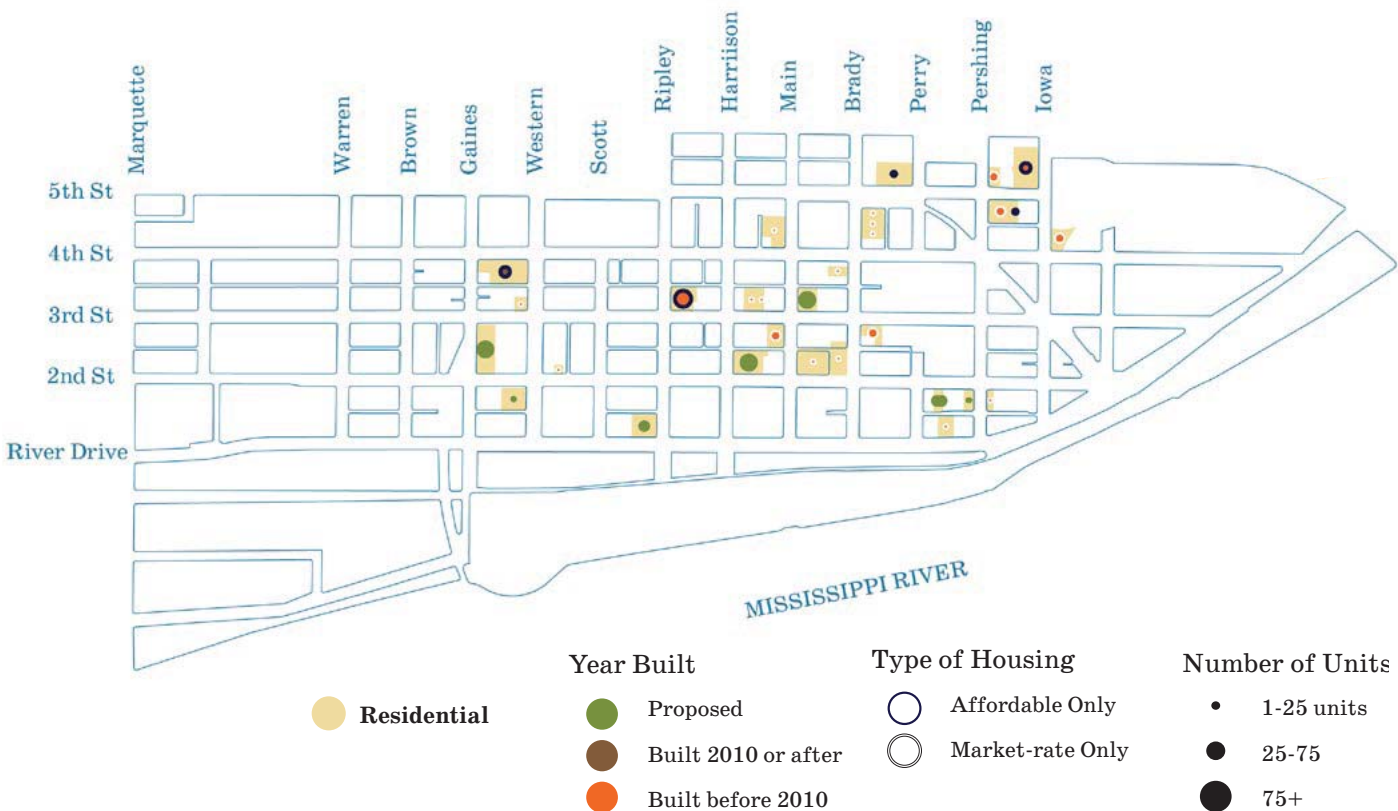 Marquette
Warren
Brown
Gaines
Western
Scott
Ripley
Harriison
Main
Brady
Perry
Pershing
Iowa
5th St
4th St
3rd St
2nd St
River Drive
MISSISSIPPI RIVER
Residential
Year Built
Proposed
Built 2010 or after
Built before 2010
Type of Housing
Affordable Only
Market-rate Only
Number of Units
1-25 units
25-75
75+